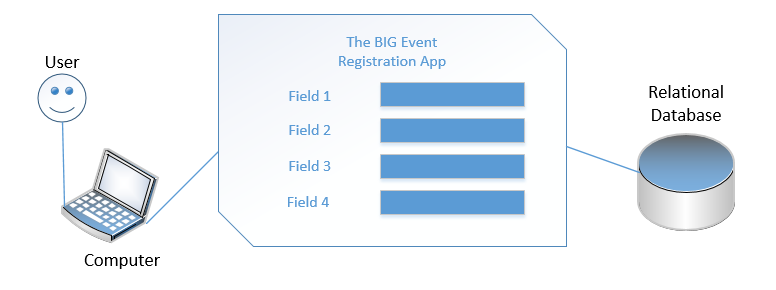 User
Computer
The BIG Event
Registration App
Field 1
Field 2
Field 3
Field 4
Relational
Database